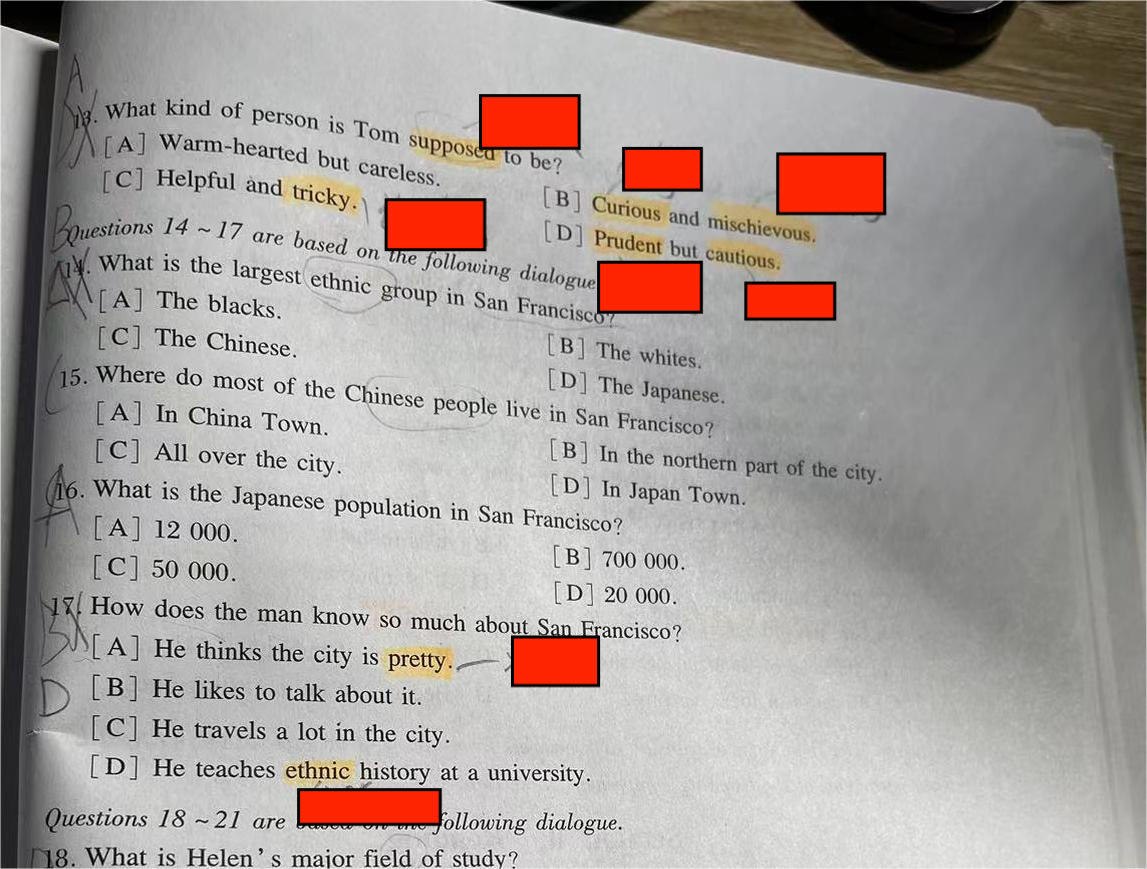 A
13. What kind of person is Tom supposed to be?
[A] Warm-hearted but careless.
[B] Curious and mischievous.
[C] Helpful and tricky.
[D] Prudent but cautious.
B
Questions 14 ~ 17 are based on the following dialogue
14. What is the largest ethnic group in San Francisco?
[A] The blacks.
[B] The whites.
[C] The Chinese.
[D] The Japanese.
15. Where do most of the Chinese people live in San Francisco?
[A] In China Town.
[B] In the northern part of the city.
[C] All over the city.
[D] In Japan Town.
16. What is the Japanese population in San Francisco?
[A] 12 000.
[B] 700 000.
[C] 50 000.
[D] 20 000.
17. How does the man know so much about San Francisco?
[A] He thinks the city is pretty.
[B] He likes to talk about it.
D
[C] He travels a lot in the city.
[D] He teaches ethnic history at a university.
Questions 18 ~ 21 are based on the following dialogue.
18. What is Helen's major field of study?